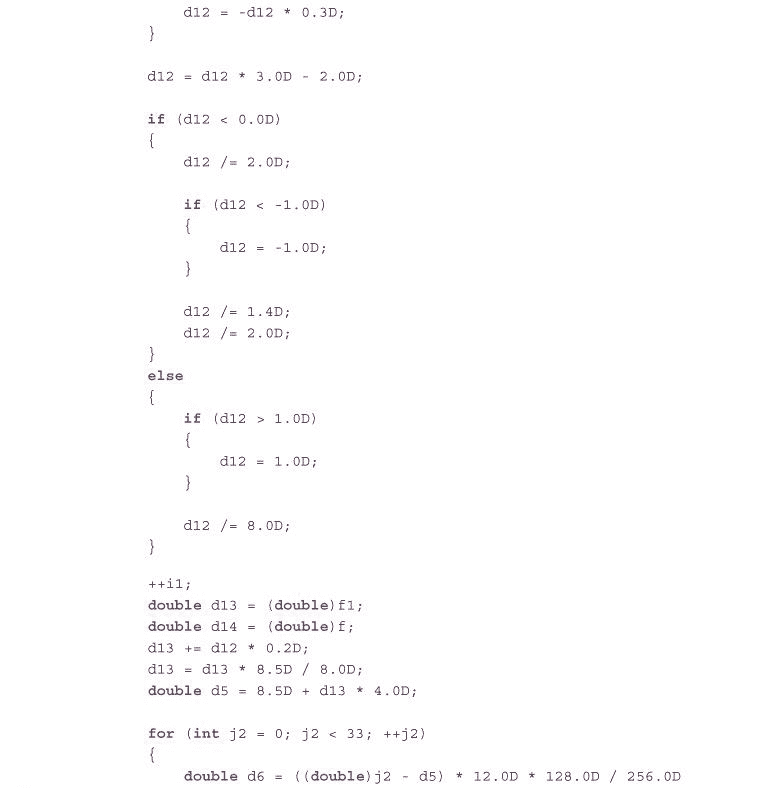 d12 = -d12 * 0.3D;
}
d12 = d12 * 3.0D - 2.0D;
if (d12 < 0.0D)
{
d12 /= 2.0D;
if (d12 < -1.0D)
{
d12 = -1.0D;
}
d12 /= 1.4D;
d12 /= 2.0D;
}
else
{
if (d12 > 1.0D)
{
d12 = 1.0D;
}
d12 /= 8.0D;
}
++i1;
double d13 = (double)f1;
double d14 = (double)f;
d13 += d12 * 0.2D;
d13 = d13 * 8.5D / 8.0D;
double d5 = 8.5D + d13 * 4.0D;
for (int j2 = 0; j2 < 33; ++j2)
{
double d6 = ((double)j2 - d5) * 12.0D * 128.0D / 256.0D